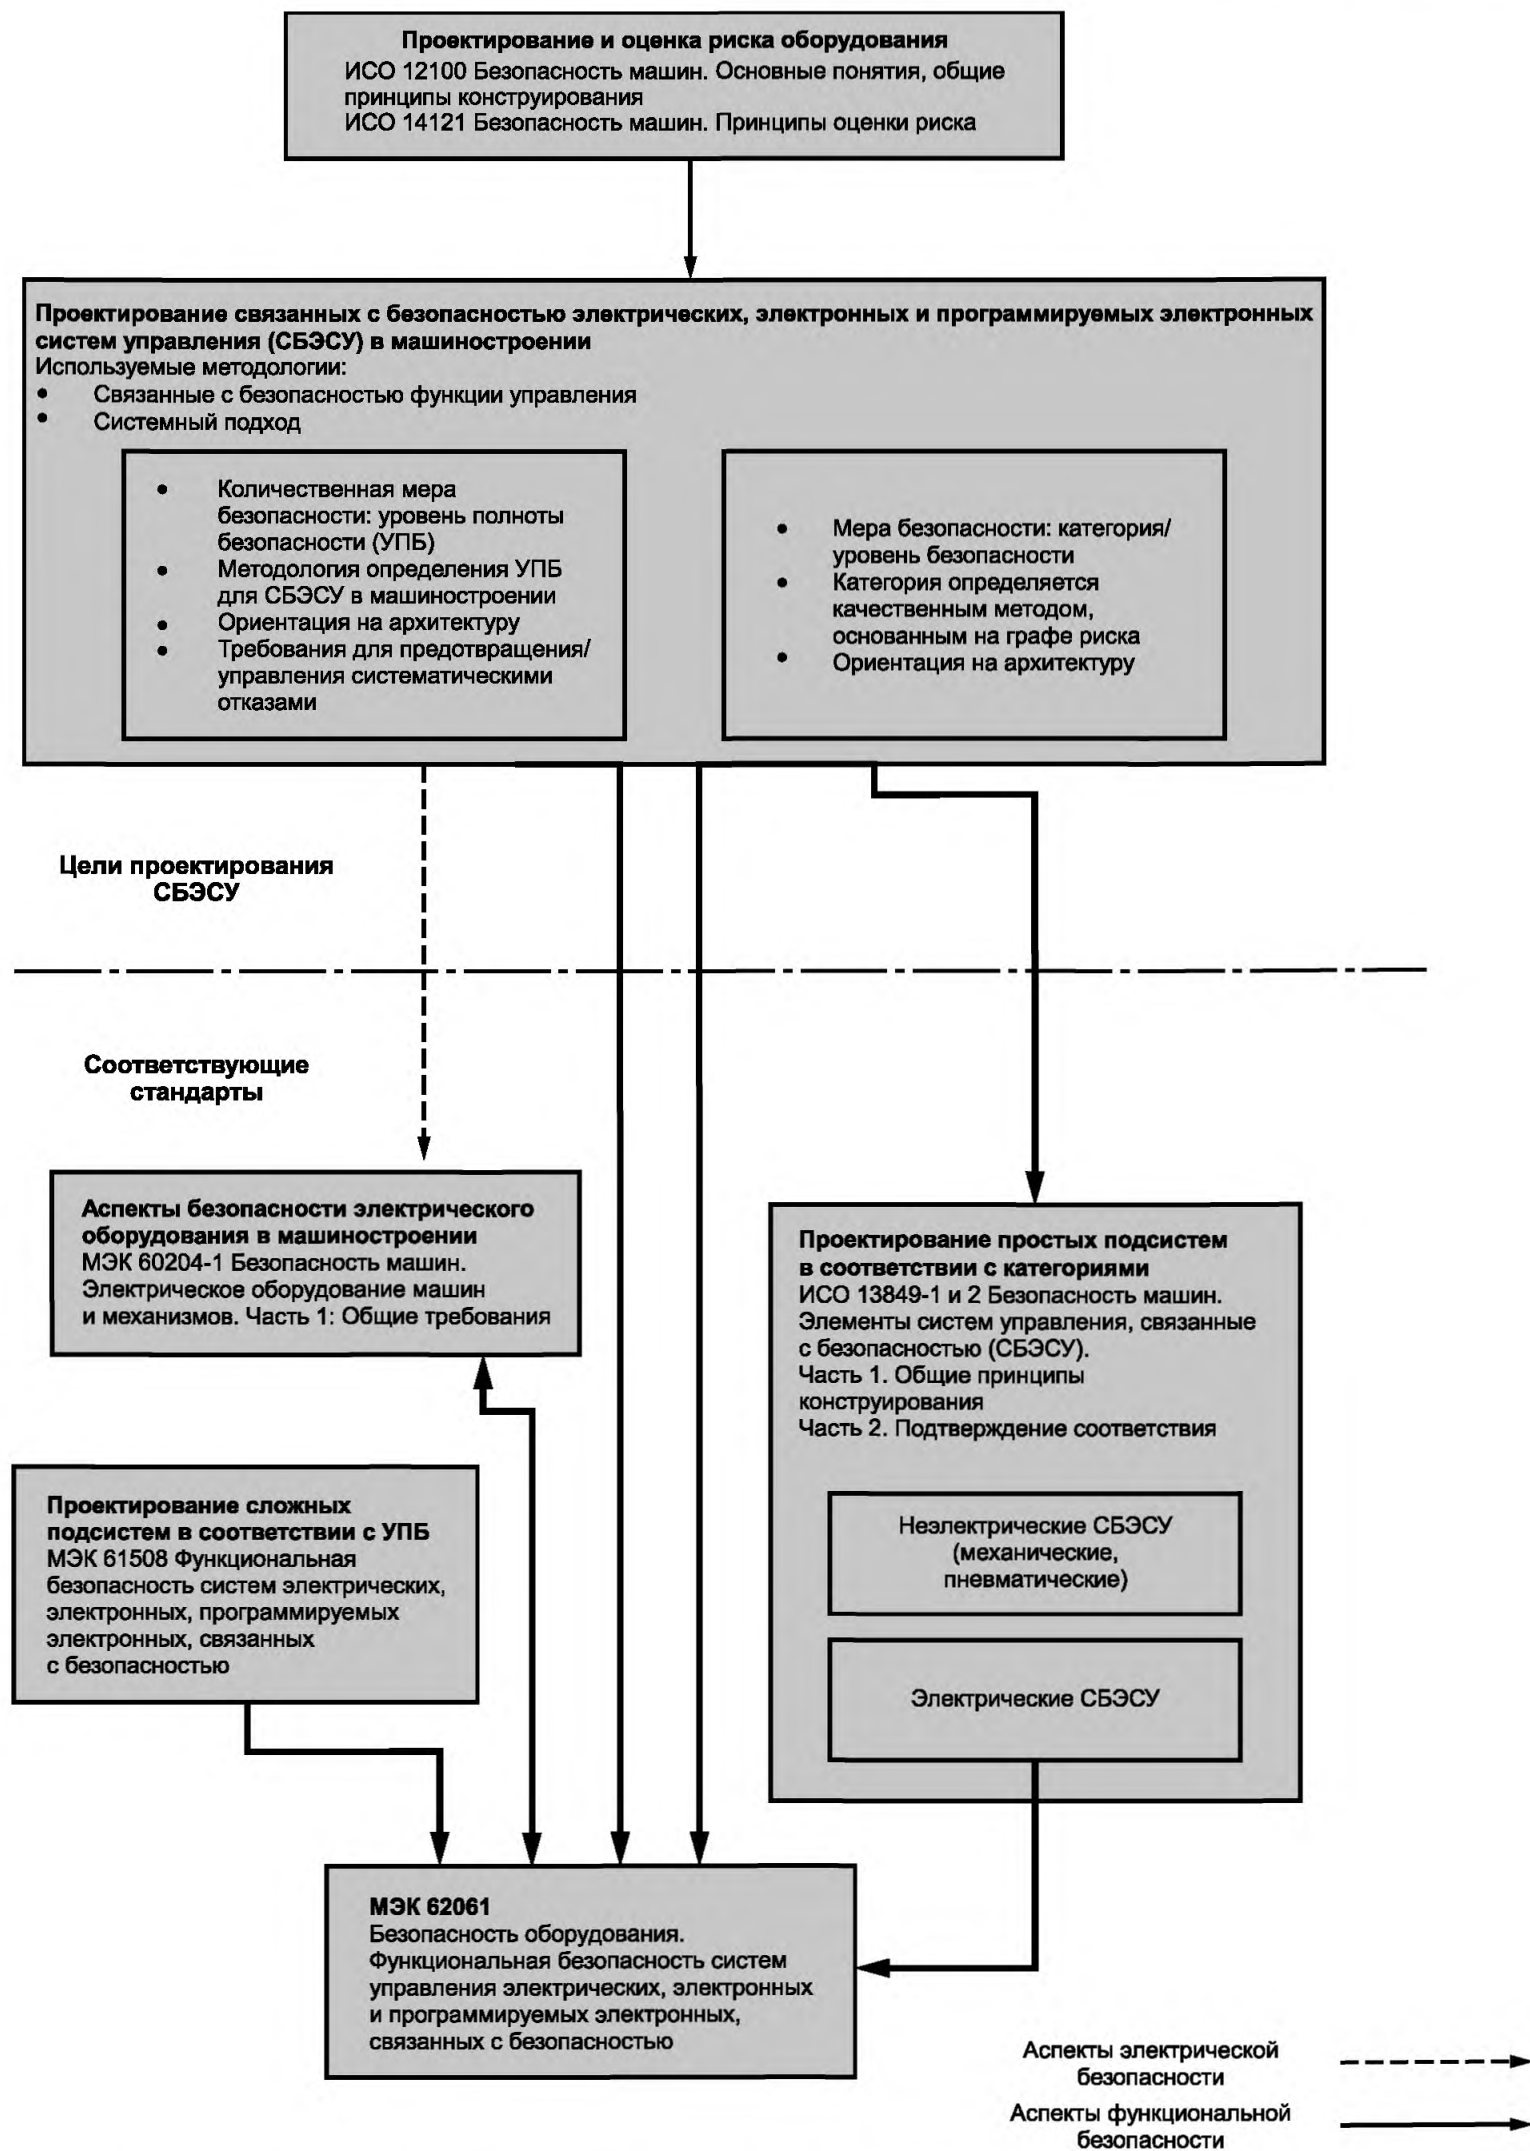 Проектирование и оценка риска оборудования
ИСО 12100 Безопасность машин. Основные понятия, общие
принципы конструирования
ИСО 14121 Безопасность машин. Принципы оценки риска
Проектирование связанных с безопасностью электрических, электронных и программируемых электронных
систем управления (СБЭСУ) в машиностроении
Используемые методологии:
• Связанные с безопасностью функции управления
• Системный подход
• Количественная мера
безопасности: уровень полноты
безопасности (УПБ)
• Методология определения УПБ
для СБЭСУ в машиностроении
• Ориентация на архитектуру
• Требования для предотвращения/
управления систематическими
отказами
• Мера безопасности: категория/
уровень безопасности
• Категория определяется
качественным методом,
основанным на графе риска
• Ориентация на архитектуру
Цели проектирования
СБЭСУ
Соответствующие
стандарты
Аспекты безопасности электрического
оборудования в машиностроении
МЭК 60204-1 Безопасность машин.
Электрическое оборудование машин
и механизмов. Часть 1: Общие требования
Проектирование простых подсистем
в соответствии с категориями
ИСО 13849-1 и 2 Безопасность машин.
Элементы систем управления, связанные
с безопасностью (СБЭСУ).
Часть 1. Общие принципы
конструирования
Часть 2. Подтверждение соответствия
Неэлектрические СБЭСУ
(механические,
пневматические)
Электрические СБЭСУ
Проектирование сложных
подсистем в соответствии с УПБ
МЭК 61508 Функциональная
безопасность систем электрических,
электронных, программируемых
электронных, связанных
с безопасностью
МЭК 62061
Безопасность оборудования.
Функциональная безопасность систем
управления электрических, электронных
и программируемых электронных,
связанных с безопасностью
Аспекты электрической
безопасности
Аспекты функциональной
безопасности